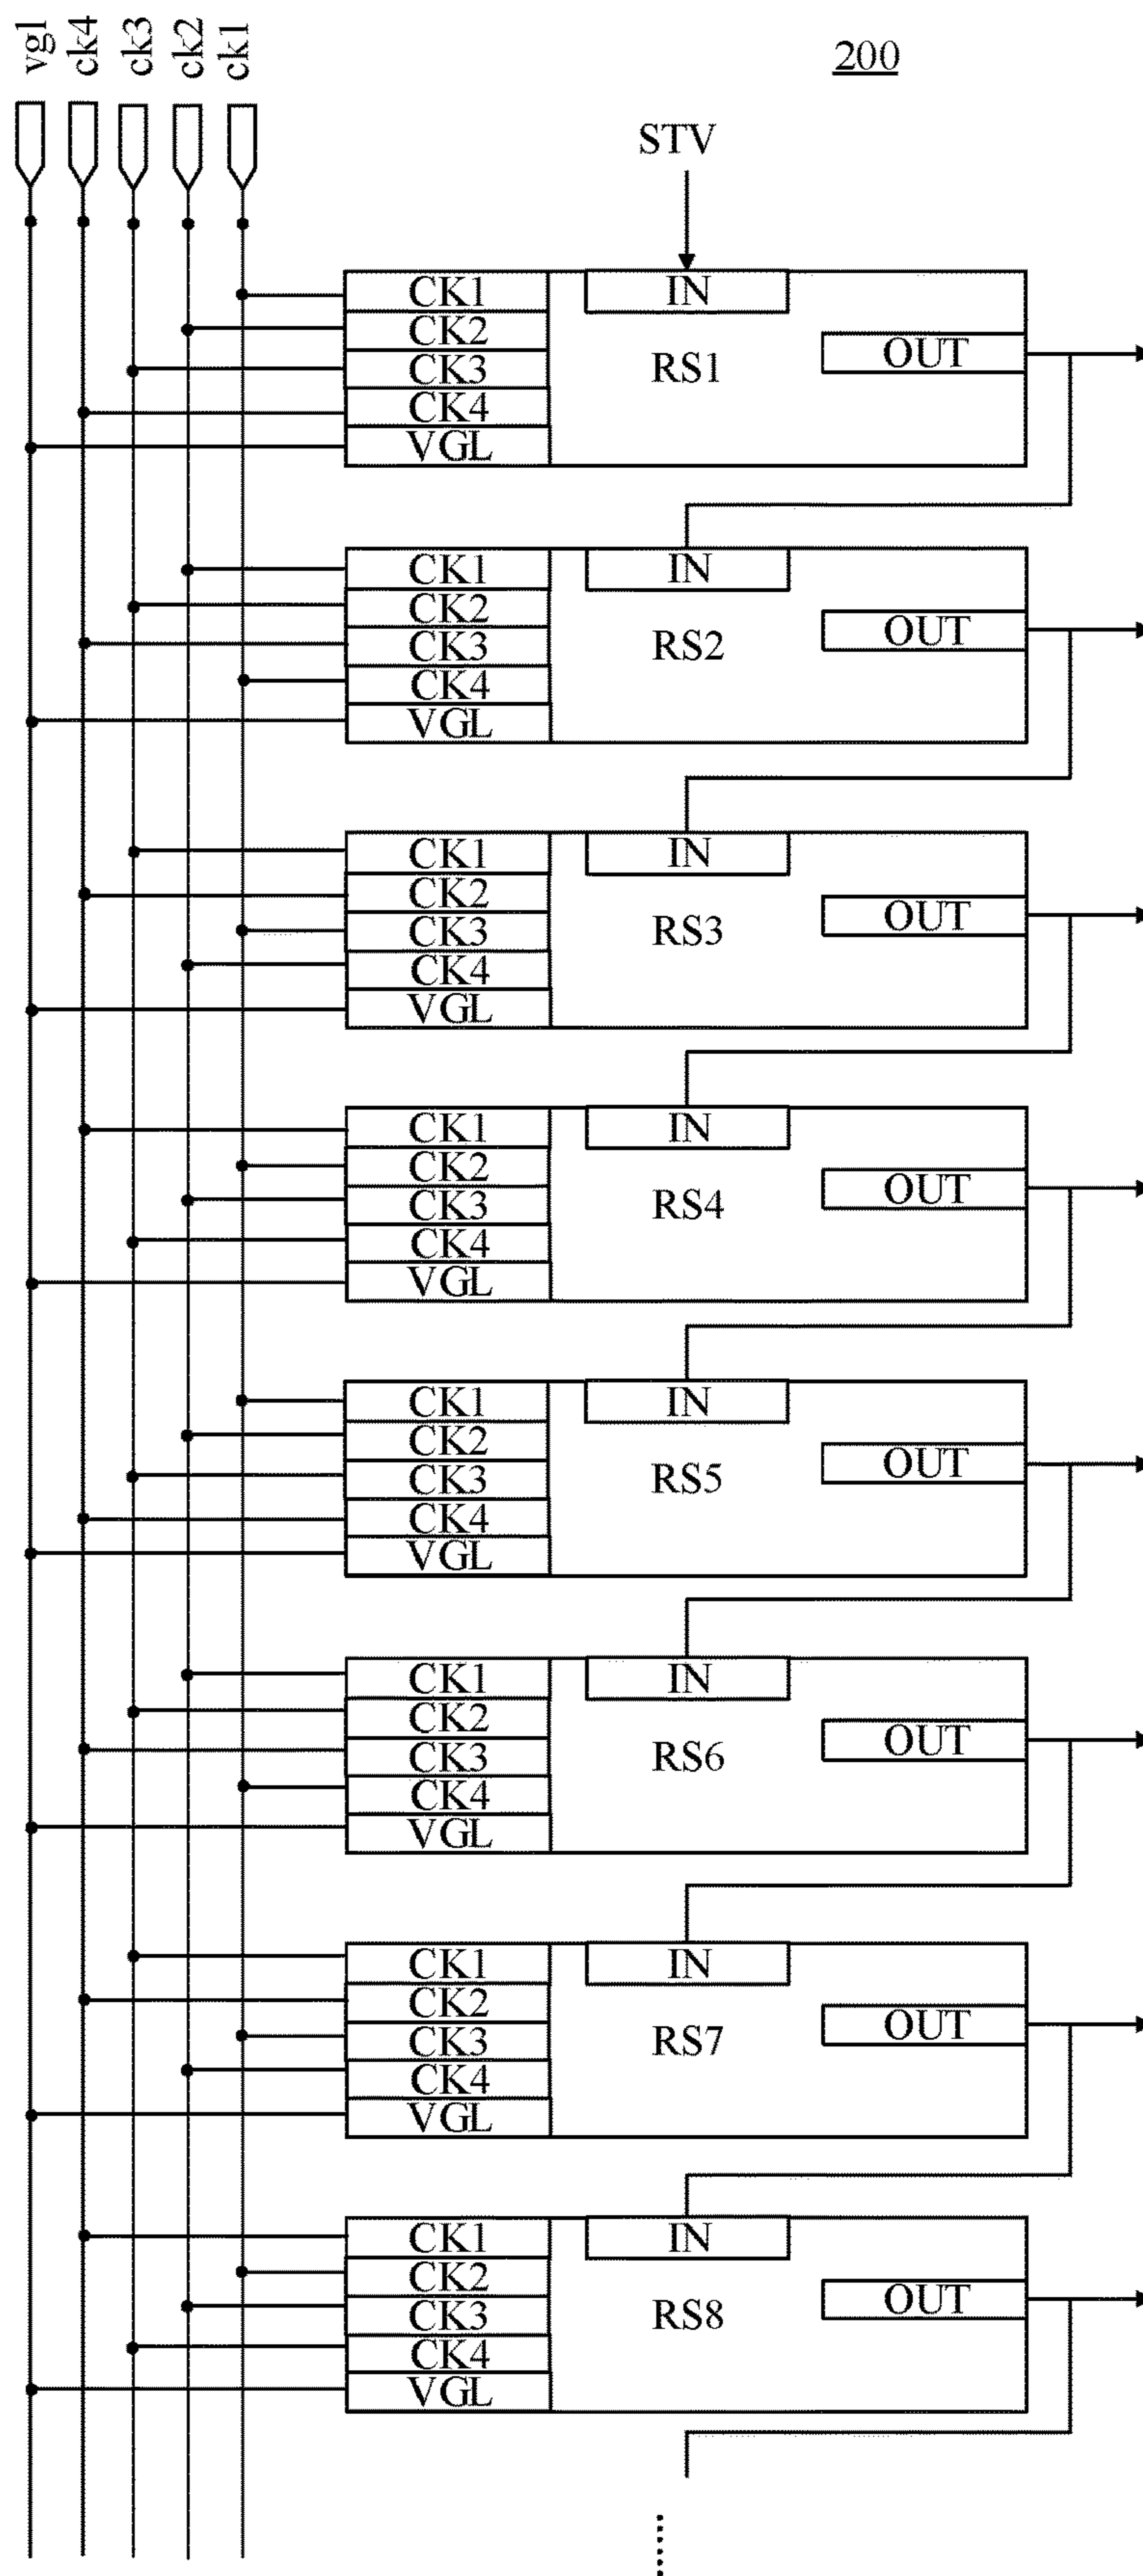 vgl
ck4
ck3
ck2
ck1
200
STV
CK1
CK2
CK3
CK4
VGL
IN
RS1
OUT
CK1
CK2
CK3
CK4
VGL
IN
RS2
OUT
CK1
CK2
CK3
CK4
VGL
IN
RS3
OUT
CK1
CK2
CK3
CK4
VGL
IN
RS4
OUT
CK1
CK2
CK3
CK4
VGL
IN
RS5
OUT
CK1
CK2
CK3
CK4
VGL
IN
RS6
OUT
CK1
CK2
CK3
CK4
VGL
IN
RS7
OUT
CK1
CK2
CK3
CK4
VGL
IN
RS8
OUT